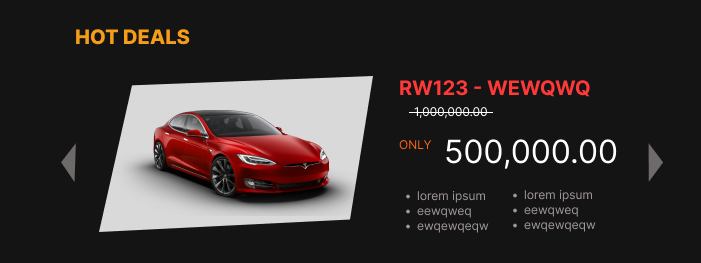 HOT DEALS
RW123 - WEWQWQ
1,000,000.00
ONLY 500,000.00
• lorem ipsum
• eewqweq
• ewqewqeqw
• lorem ipsum
• eewqweq
• ewqewqeqw